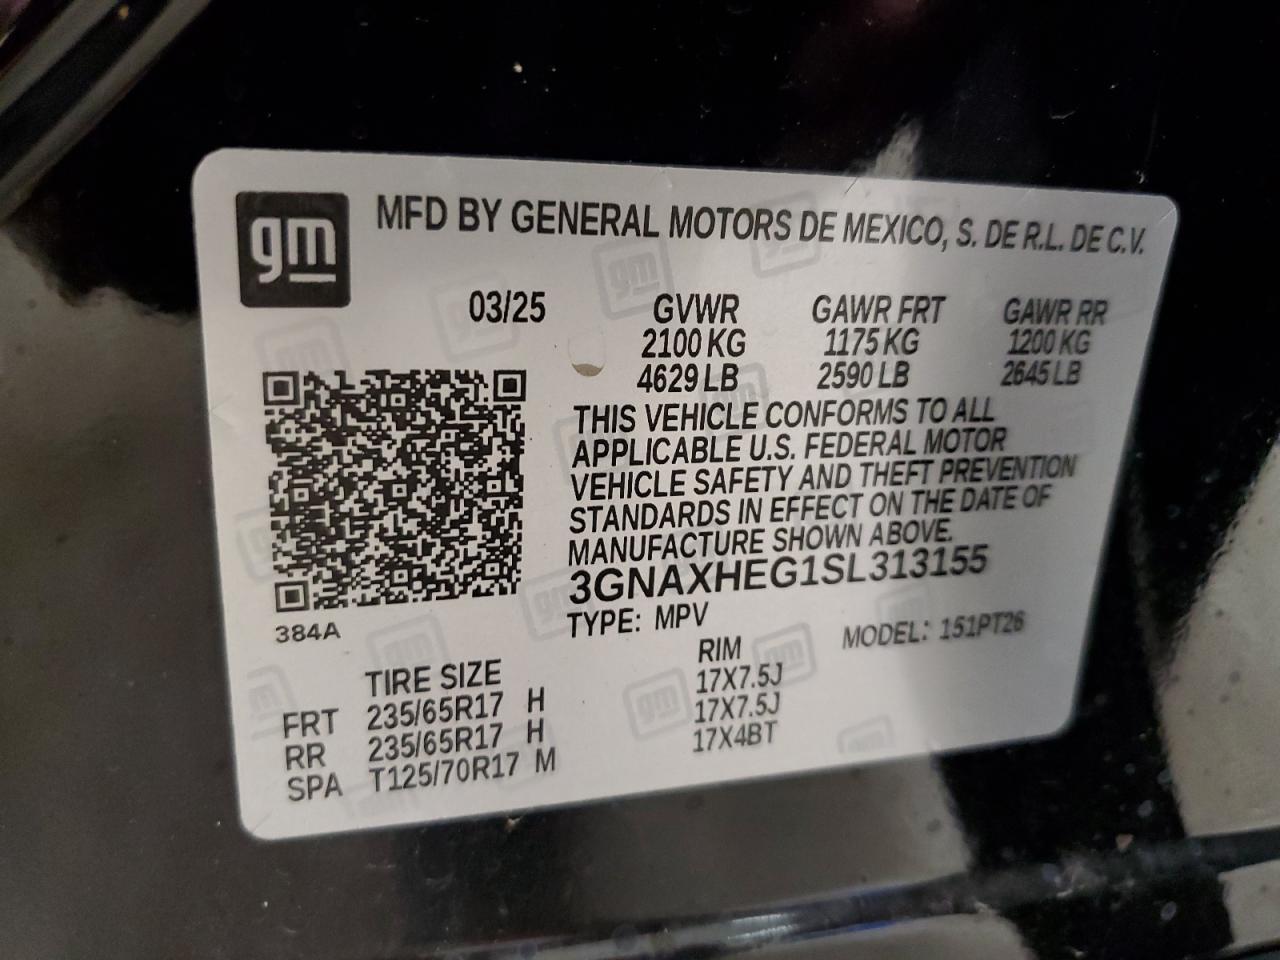 gm
MFD BY GENERAL MOTORS DE MEXICO, S. DE R.L. DE C.V.
03/25 GVWR GAWR FRT GAWR RR
2100 KG 1175 KG 1200 KG
4629 LB 2590 LB 2645 LB
THIS VEHICLE CONFORMS TO ALL
APPLICABLE U.S. FEDERAL MOTOR
VEHICLE SAFETY AND THEFT PREVENTION
STANDARDS IN EFFECT ON THE DATE OF
MANUFACTURE SHOWN ABOVE.
3GNAXHEG1SL313155
384A
TYPE: MPV MODEL: 151PT26
TIRE SIZE RIM
FRT 235/65R17 H 17X7.5J
RR 235/65R17 H 17X7.5J
SPA T125/70R17 M 17X4BT